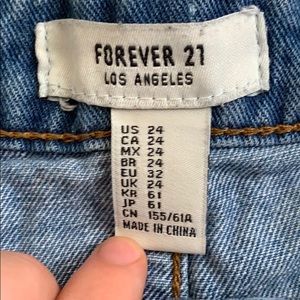 FOREVER 21
LOS ANGELES
US 24
CA 24
MX 24
BR 24
EU 32
UK 24
KR 61
JP 61
CN 155/61A
MADE IN CHINA